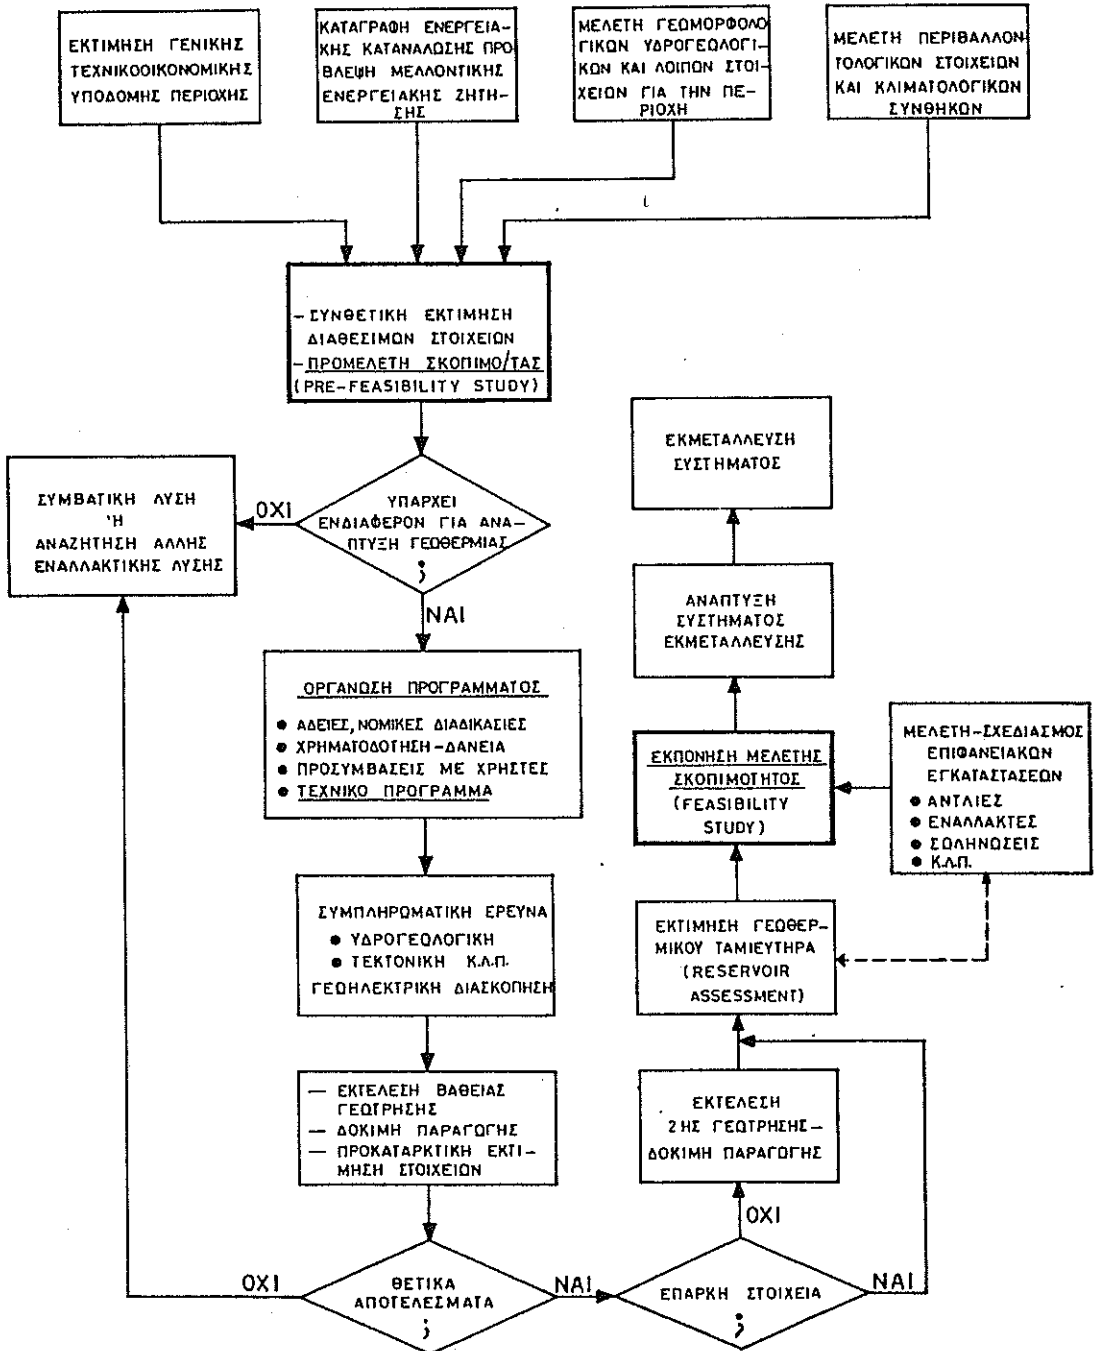 ΕΚΤΙΜΗΣΗ ΓΕΝΙΚΗΣ
ΤΕΧΝΙΚΟΟΙΚΟΝΟΜΙΚΗΣ
ΥΠΟΔΟΜΗΣ ΠΕΡΙΟΧΗΣ
ΚΑΤΑΓΡΑΦΗ ΕΝΕΡΓΕΙΑ-
ΚΗΣ ΚΑΤΑΝΑΛΩΣΗΣ ΠΡΟ
ΒΛΕΨΗ ΜΕΛΛΟΝΤΙΚΗΣ
ΕΝΕΡΓΕΙΑΚΗΣ ΖΗΤΗ-
ΣΗΣ
ΜΕΛΕΤΗ ΓΕΩΜΟΡΦΟΛΟ
ΓΙΚΩΝ ΥΔΡΟΓΕΩΛΟΓΙ-
ΚΩΝ ΚΑΙ ΛΟΙΠΩΝ ΣΤΟΙ-
ΧΕΙΩΝ ΓΙΑ ΤΗΝ ΠΕ-
ΡΙΟΧΗ
ΜΕΛΕΤΗ ΠΕΡΙΒΑΛΛΟΝ
ΤΟΛΟΓΙΚΩΝ ΣΤΟΙΧΕΙΩΝ
ΚΑΙ ΚΛΙΜΑΤΟΛΟΓΙΚΩΝ
ΣΥΝΘΗΚΩΝ
- ΣΥΝΘΕΤΙΚΗ ΕΚΤΙΜΗΣΗ
ΔΙΑΘΕΣΙΜΩΝ ΣΤΟΙΧΕΙΩΝ
- ΠΡΟΜΕΛΕΤΗ ΣΚΟΠΙΜΟ/ΤΑΣ
(PRE-FEASIBILITY STUDY)
ΥΠΑΡΧΕΙ
ΕΝΔΙΑΦΕΡΟΝ ΓΙΑ ΑΝΑ-
ΠΤΥΞΗ ΓΕΩΘΕΡΜΙΑΣ
;
ΟΧΙ
ΣΥΜΒΑΤΙΚΗ ΛΥΣΗ
Ή
ΑΝΑΖΗΤΗΣΗ ΑΛΛΗΣ
ΕΝΑΛΛΑΚΤΙΚΗΣ ΛΥΣΗΣ
ΝΑΙ
ΟΡΓΑΝΩΣΗ ΠΡΟΓΡΑΜΜΑΤΟΣ
● ΑΔΕΙΕΣ, ΝΟΜΙΚΕΣ ΔΙΑΔΙΚΑΣΙΕΣ
● ΧΡΗΜΑΤΟΔΟΤΗΣΗ-ΔΑΝΕΙΑ
● ΠΡΟΣΥΜΒΑΣΕΙΣ ΜΕ ΧΡΗΣΤΕΣ
● ΤΕΧΝΙΚΟ ΠΡΟΓΡΑΜΜΑ
ΣΥΜΠΛΗΡΩΜΑΤΙΚΗ ΕΡΕΥΝΑ
● ΥΔΡΟΓΕΩΛΟΓΙΚΗ
● ΤΕΚΤΟΝΙΚΗ Κ.Λ.Π.
ΓΕΩΗΛΕΚΤΡΙΚΗ ΔΙΑΣΚΟΠΗΣΗ
— ΕΚΤΕΛΕΣΗ ΒΑΘΕΙΑΣ
ΓΕΩΤΡΗΣΗΣ
— ΔΟΚΙΜΗ ΠΑΡΑΓΩΓΗΣ
— ΠΡΟΚΑΤΑΡΚΤΙΚΗ ΕΚΤΙ-
ΜΗΣΗ ΣΤΟΙΧΕΙΩΝ
ΘΕΤΙΚΑ
ΑΠΟΤΕΛΕΣΜΑΤΑ
;
ΟΧΙ
ΝΑΙ
ΕΠΑΡΚΗ ΣΤΟΙΧΕΙΑ
;
ΝΑΙ
ΟΧΙ
ΕΚΤΕΛΕΣΗ
2ΗΣ ΓΕΩΤΡΗΣΗΣ-
ΔΟΚΙΜΗ ΠΑΡΑΓΩΓΗΣ
ΕΚΤΙΜΗΣΗ ΓΕΩΘΕΡ-
ΜΙΚΟΥ ΤΑΜΙΕΥΤΗΡΑ
(RESERVOIR
ASSESSMENT)
ΕΚΠΟΝΗΣΗ ΜΕΛΕΤΗΣ
ΣΚΟΠΙΜΟΤΗΤΟΣ
(FEASIBILITY
STUDY)
ΜΕΛΕΤΗ-ΣΧΕΔΙΑΣΜΟΣ
ΕΠΙΦΑΝΕΙΑΚΩΝ
ΕΓΚΑΤΑΣΤΑΣΕΩΝ
● ΑΝΤΛΙΕΣ
● ΕΝΑΛΛΑΚΤΕΣ
● ΣΩΛΗΝΩΣΕΙΣ
● Κ.Λ.Π.
ΑΝΑΠΤΥΞΗ
ΣΥΣΤΗΜΑΤΟΣ
ΕΚΜΕΤΑΛΛΕΥΣΗΣ
ΕΚΜΕΤΑΛΛΕΥΣΗ
ΣΥΣΤΗΜΑΤΟΣ